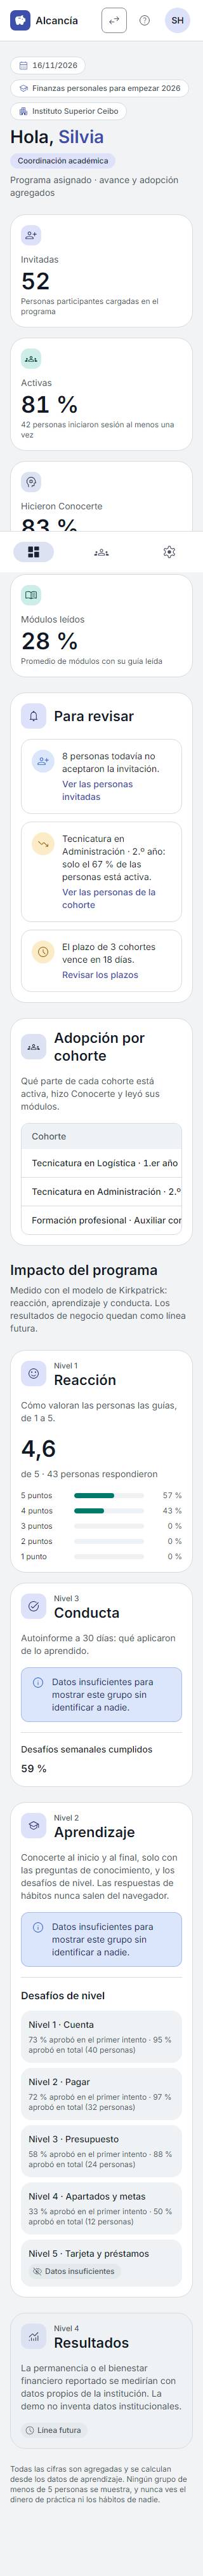 Alcancía
SH
16/11/2026
Finanzas personales para empezar 2026
Instituto Superior Ceibo
Hola, Silvia
Coordinación académica
Programa asignado · avance y adopción
agregados
Invitadas
52
Personas participantes cargadas en el
programa
Activas
81 %
42 personas iniciaron sesión al menos una
vez
Hicieron Conocerte
83 %
Módulos leídos
28 %
Promedio de módulos con su guía leída
Para revisar
8 personas todavía no
aceptaron la invitación.
Ver las personas
invitadas
Tecnicatura en
Administración · 2.º año:
solo el 67 % de las
personas está activa.
Ver las personas de la
cohorte
El plazo de 3 cohortes
vence en 18 días.
Revisar los plazos
Adopción por
cohorte
Qué parte de cada cohorte está
activa, hizo Conocerte y leyó sus
módulos.
Cohorte
Tecnicatura en Logística · 1.er año
Tecnicatura en Administración · 2.º
Formación profesional · Auxiliar con
Impacto del programa
Medido con el modelo de Kirkpatrick:
reacción, aprendizaje y conducta. Los
resultados de negocio quedan como línea
futura.
Nivel 1
Reacción
Cómo valoran las personas las guías,
de 1 a 5.
4,6
de 5 · 43 personas respondieron
5 puntos 57 %
4 puntos 43 %
3 puntos 0 %
2 puntos 0 %
1 punto 0 %
Nivel 3
Conducta
Autoinforme a 30 días: qué aplicaron
de lo aprendido.
Datos insuficientes para
mostrar este grupo sin
identificar a nadie.
Desafíos semanales cumplidos
59 %
Nivel 2
Aprendizaje
Conocerte al inicio y al final, solo con
las preguntas de conocimiento, y los
desafíos de nivel. Las respuestas de
hábitos nunca salen del navegador.
Datos insuficientes para
mostrar este grupo sin
identificar a nadie.
Desafíos de nivel
Nivel 1 · Cuenta
73 % aprobó en el primer intento · 95 %
aprobó en total (40 personas)
Nivel 2 · Pagar
72 % aprobó en el primer intento · 97 %
aprobó en total (32 personas)
Nivel 3 · Presupuesto
58 % aprobó en el primer intento · 88 %
aprobó en total (24 personas)
Nivel 4 · Apartados y metas
33 % aprobó en el primer intento · 50 %
aprobó en total (12 personas)
Nivel 5 · Tarjeta y préstamos
Datos insuficientes
Nivel 4
Resultados
La permanencia o el bienestar
financiero reportado se medirían con
datos propios de la institución. La
demo no inventa datos institucionales.
Línea futura
Todas las cifras son agregadas y se calculan
desde los datos de aprendizaje. Ningún grupo de
menos de 5 personas se muestra, y nunca ves el
dinero de práctica ni los hábitos de nadie.